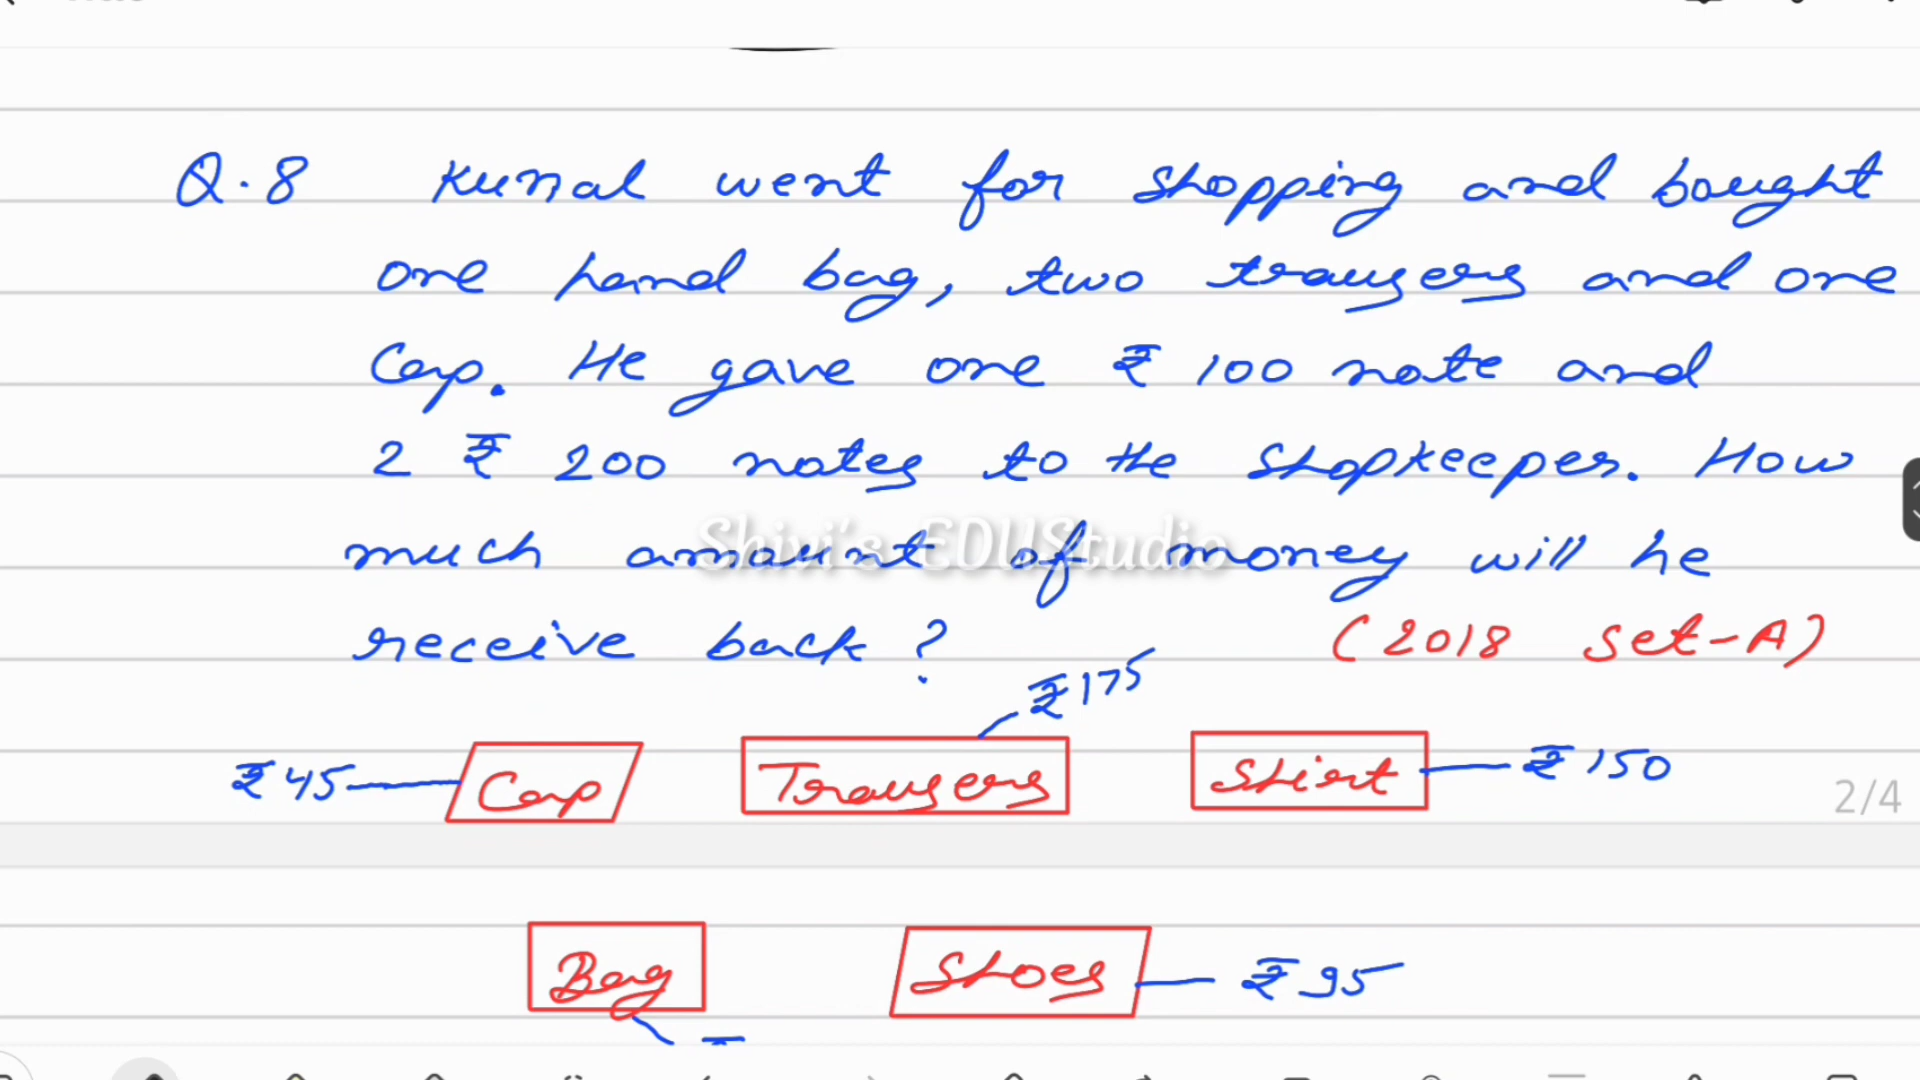 Q.8 Kunal went for shopping and bought
one hand bag, two trousers and one
Cap. He gave one ₹ 100 note and
2 ₹ 200 notes to the shopkeeper. How
much amount of money will he
receive back ? (2018 Set-A)
₹175
₹45 Cap Trousers Shirt ₹150
2/4
Bag Shoes ₹95
₹
Shivi's EDUStudio